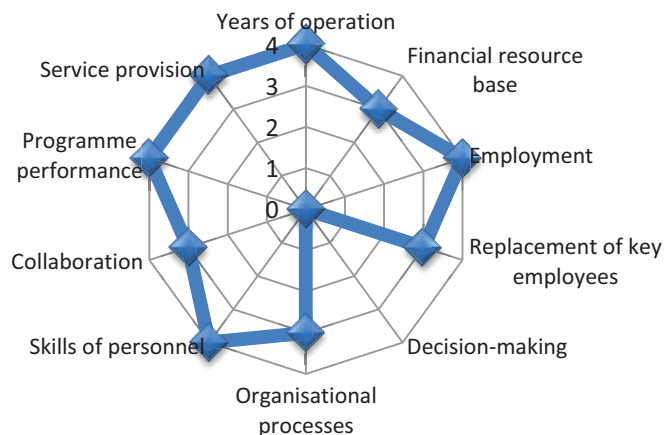 Years of operation
4
Financial resource
base
Service provision
3
2
Programme
performance
Employment
1
0
Replacement of key
employees
Collaboration
Skills of personnel
Decision-making
Organisational
processes